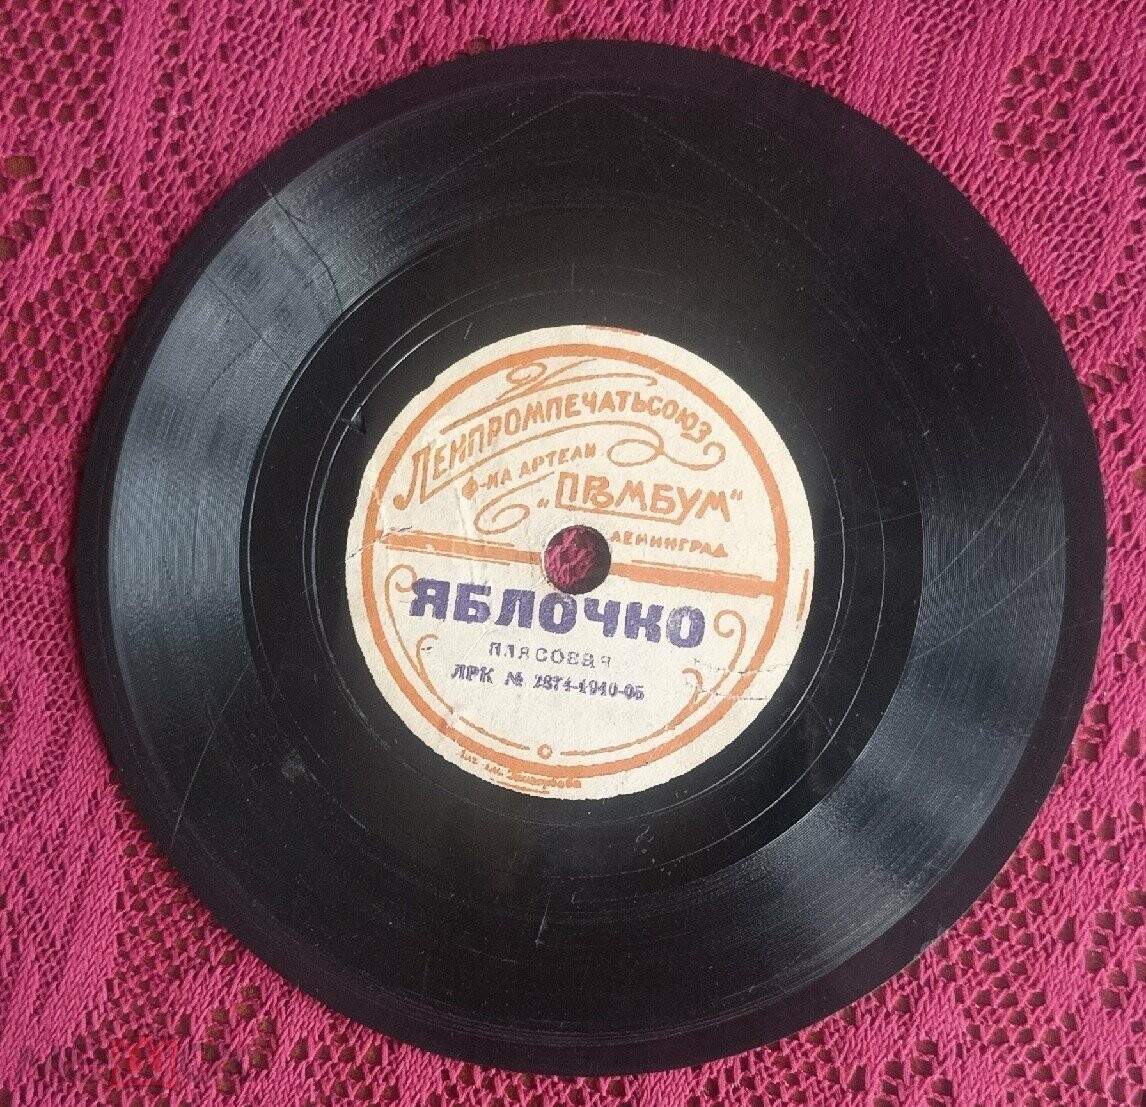 ЛЕНПРОМПЕЧАТЬСОЮЗ
Ф-КА АРТЕЛИ
„ПРОМБУМ“
ЛЕНИНГРАД
ЯБЛОЧКО
плясовая
ЛРК № 2874-1940-05